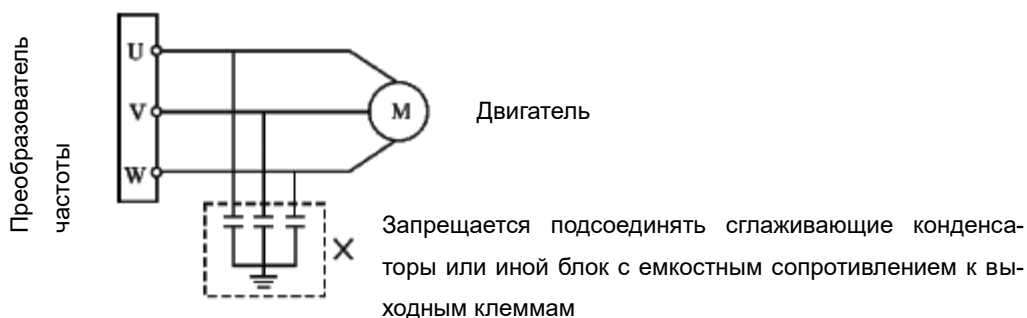 Преобразователь
частоты
U
V
W
M
Двигатель
Запрещается подсоединять сглаживающие конденса-
торы или иной блок с емкостным сопротивлением к вы-
ходным клеммам